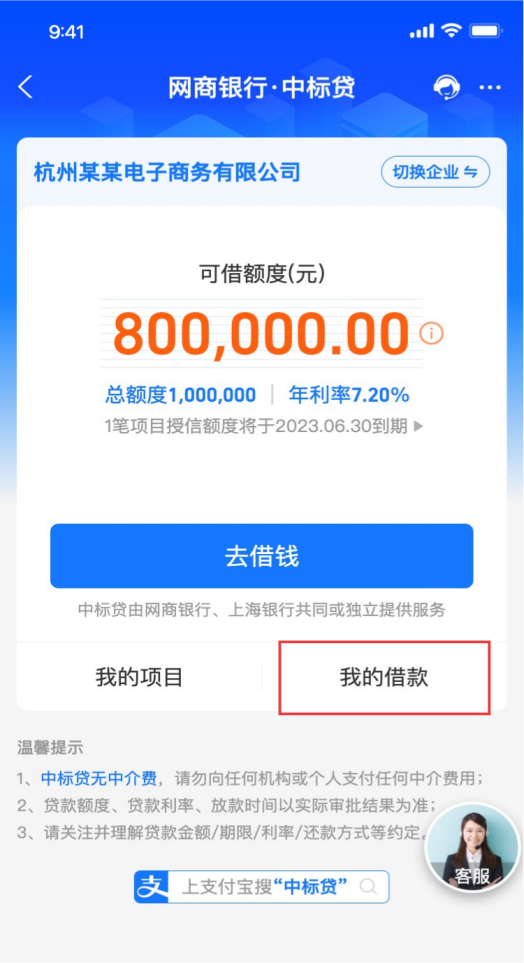 9:41
网商银行·中标贷
杭州某某电子商务有限公司
切换企业
可借额度(元)
800,000.00
总额度1,000,000 年利率7.20%
1笔项目授信额度将于2023.06.30到期
去借钱
中标贷由网商银行、上海银行共同或独立提供服务
我的项目 我的借款
温馨提示
1、中标贷无中介费，请勿向任何机构或个人支付任何中介费用；
2、贷款额度、贷款利率、放款时间以实际审批结果为准；
3、请关注并理解贷款金额/期限/利率/还款方式等约定。
客服
支 上支付宝搜“中标贷”